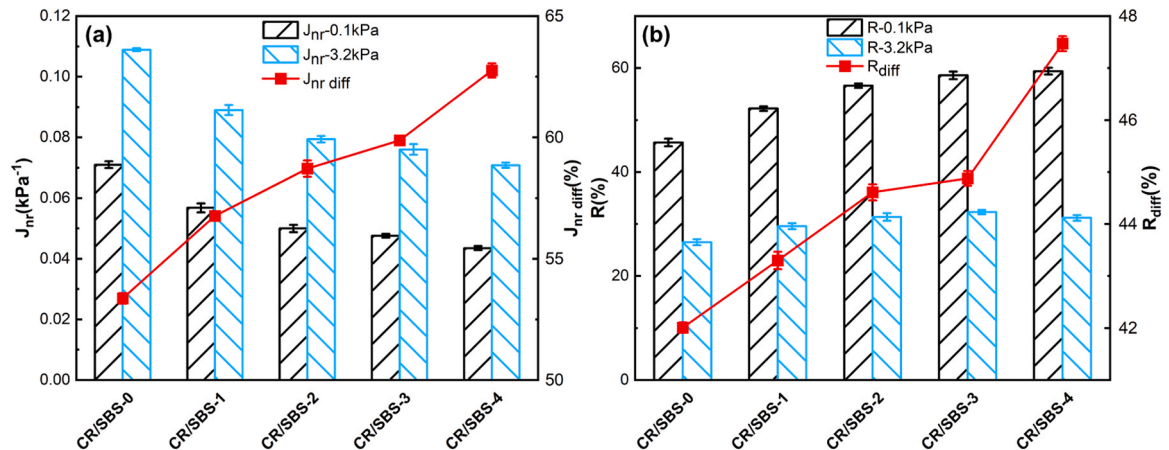 (a)
J_nr-0.1kPa
J_nr-3.2kPa
J_nr diff
J_nr(kPa^-1)
0.12
0.10
0.08
0.06
0.04
0.02
0.00
65
60
55
50
J_nr diff(%)
CR/SBS-0
CR/SBS-1
CR/SBS-2
CR/SBS-3
CR/SBS-4
(b)
R-0.1kPa
R-3.2kPa
R_diff
R(%)
60
40
20
0
48
46
44
42
R_diff(%)
CR/SBS-0
CR/SBS-1
CR/SBS-2
CR/SBS-3
CR/SBS-4